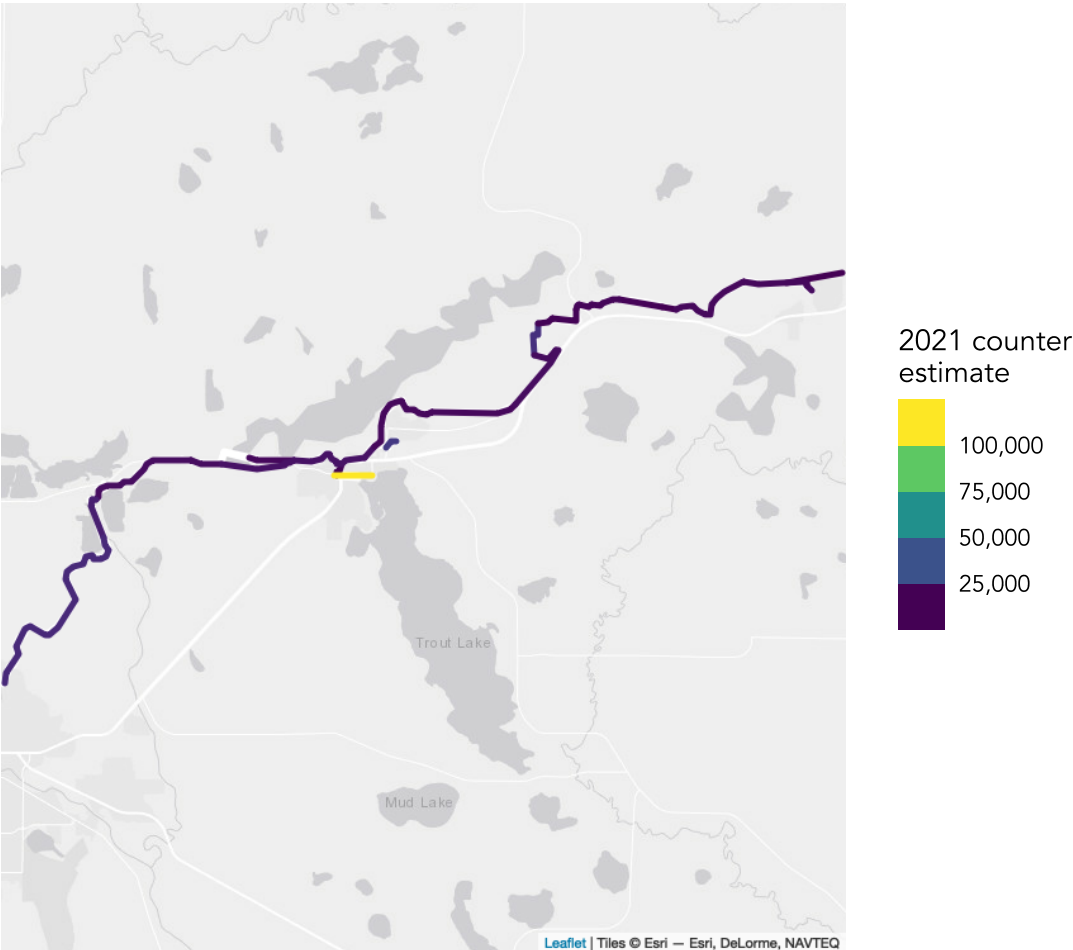 2021 counter
estimate
100,000
75,000
50,000
25,000
Trout Lake
Mud Lake
Leaflet | Tiles © Esri — Esri, DeLorme, NAVTEQ